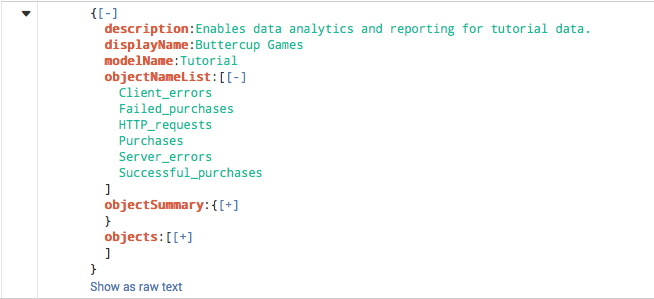 {[-]
description:Enables data analytics and reporting for tutorial data.
displayName:Buttercup Games
modelName:Tutorial
objectNameList:[[-]
Client_errors
Failed_purchases
HTTP_requests
Purchases
Server_errors
Successful_purchases
]
objectSummary:{[+]
}
objects:[[+]
]
}
Show as raw text